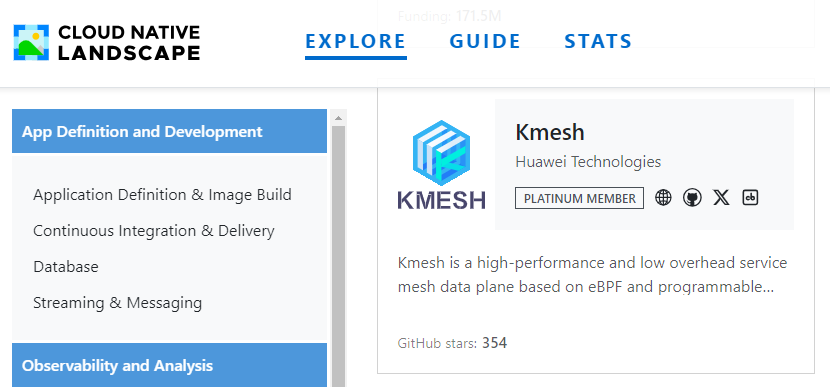 Funding: 171.5M
CLOUD NATIVE
LANDSCAPE
EXPLORE
GUIDE
STATS
App Definition and Development
Application Definition & Image Build
Continuous Integration & Delivery
Database
Streaming & Messaging
Observability and Analysis
KMESH
Kmesh
Huawei Technologies
PLATINUM MEMBER
cb
Kmesh is a high-performance and low overhead service
mesh data plane based on eBPF and programmable...
GitHub stars: 354